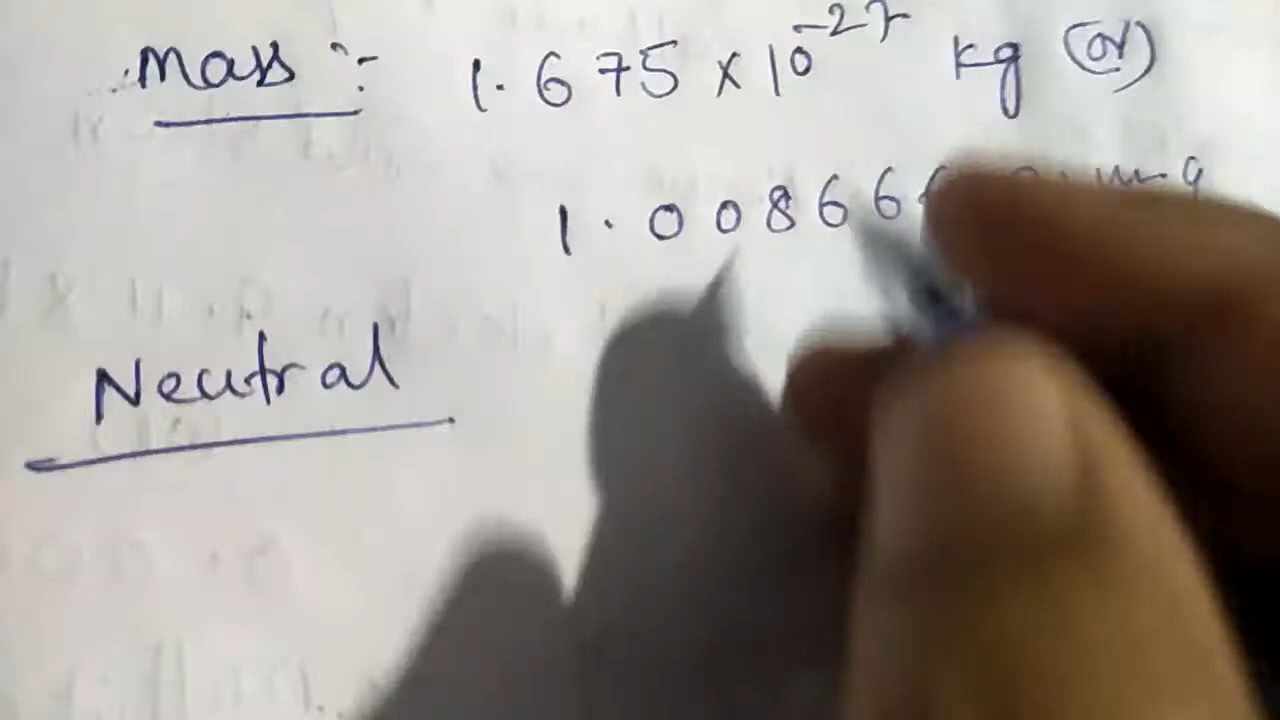 Mass :- 1.675 × 10⁻²⁷ kg (or)
1.00866
Neutral